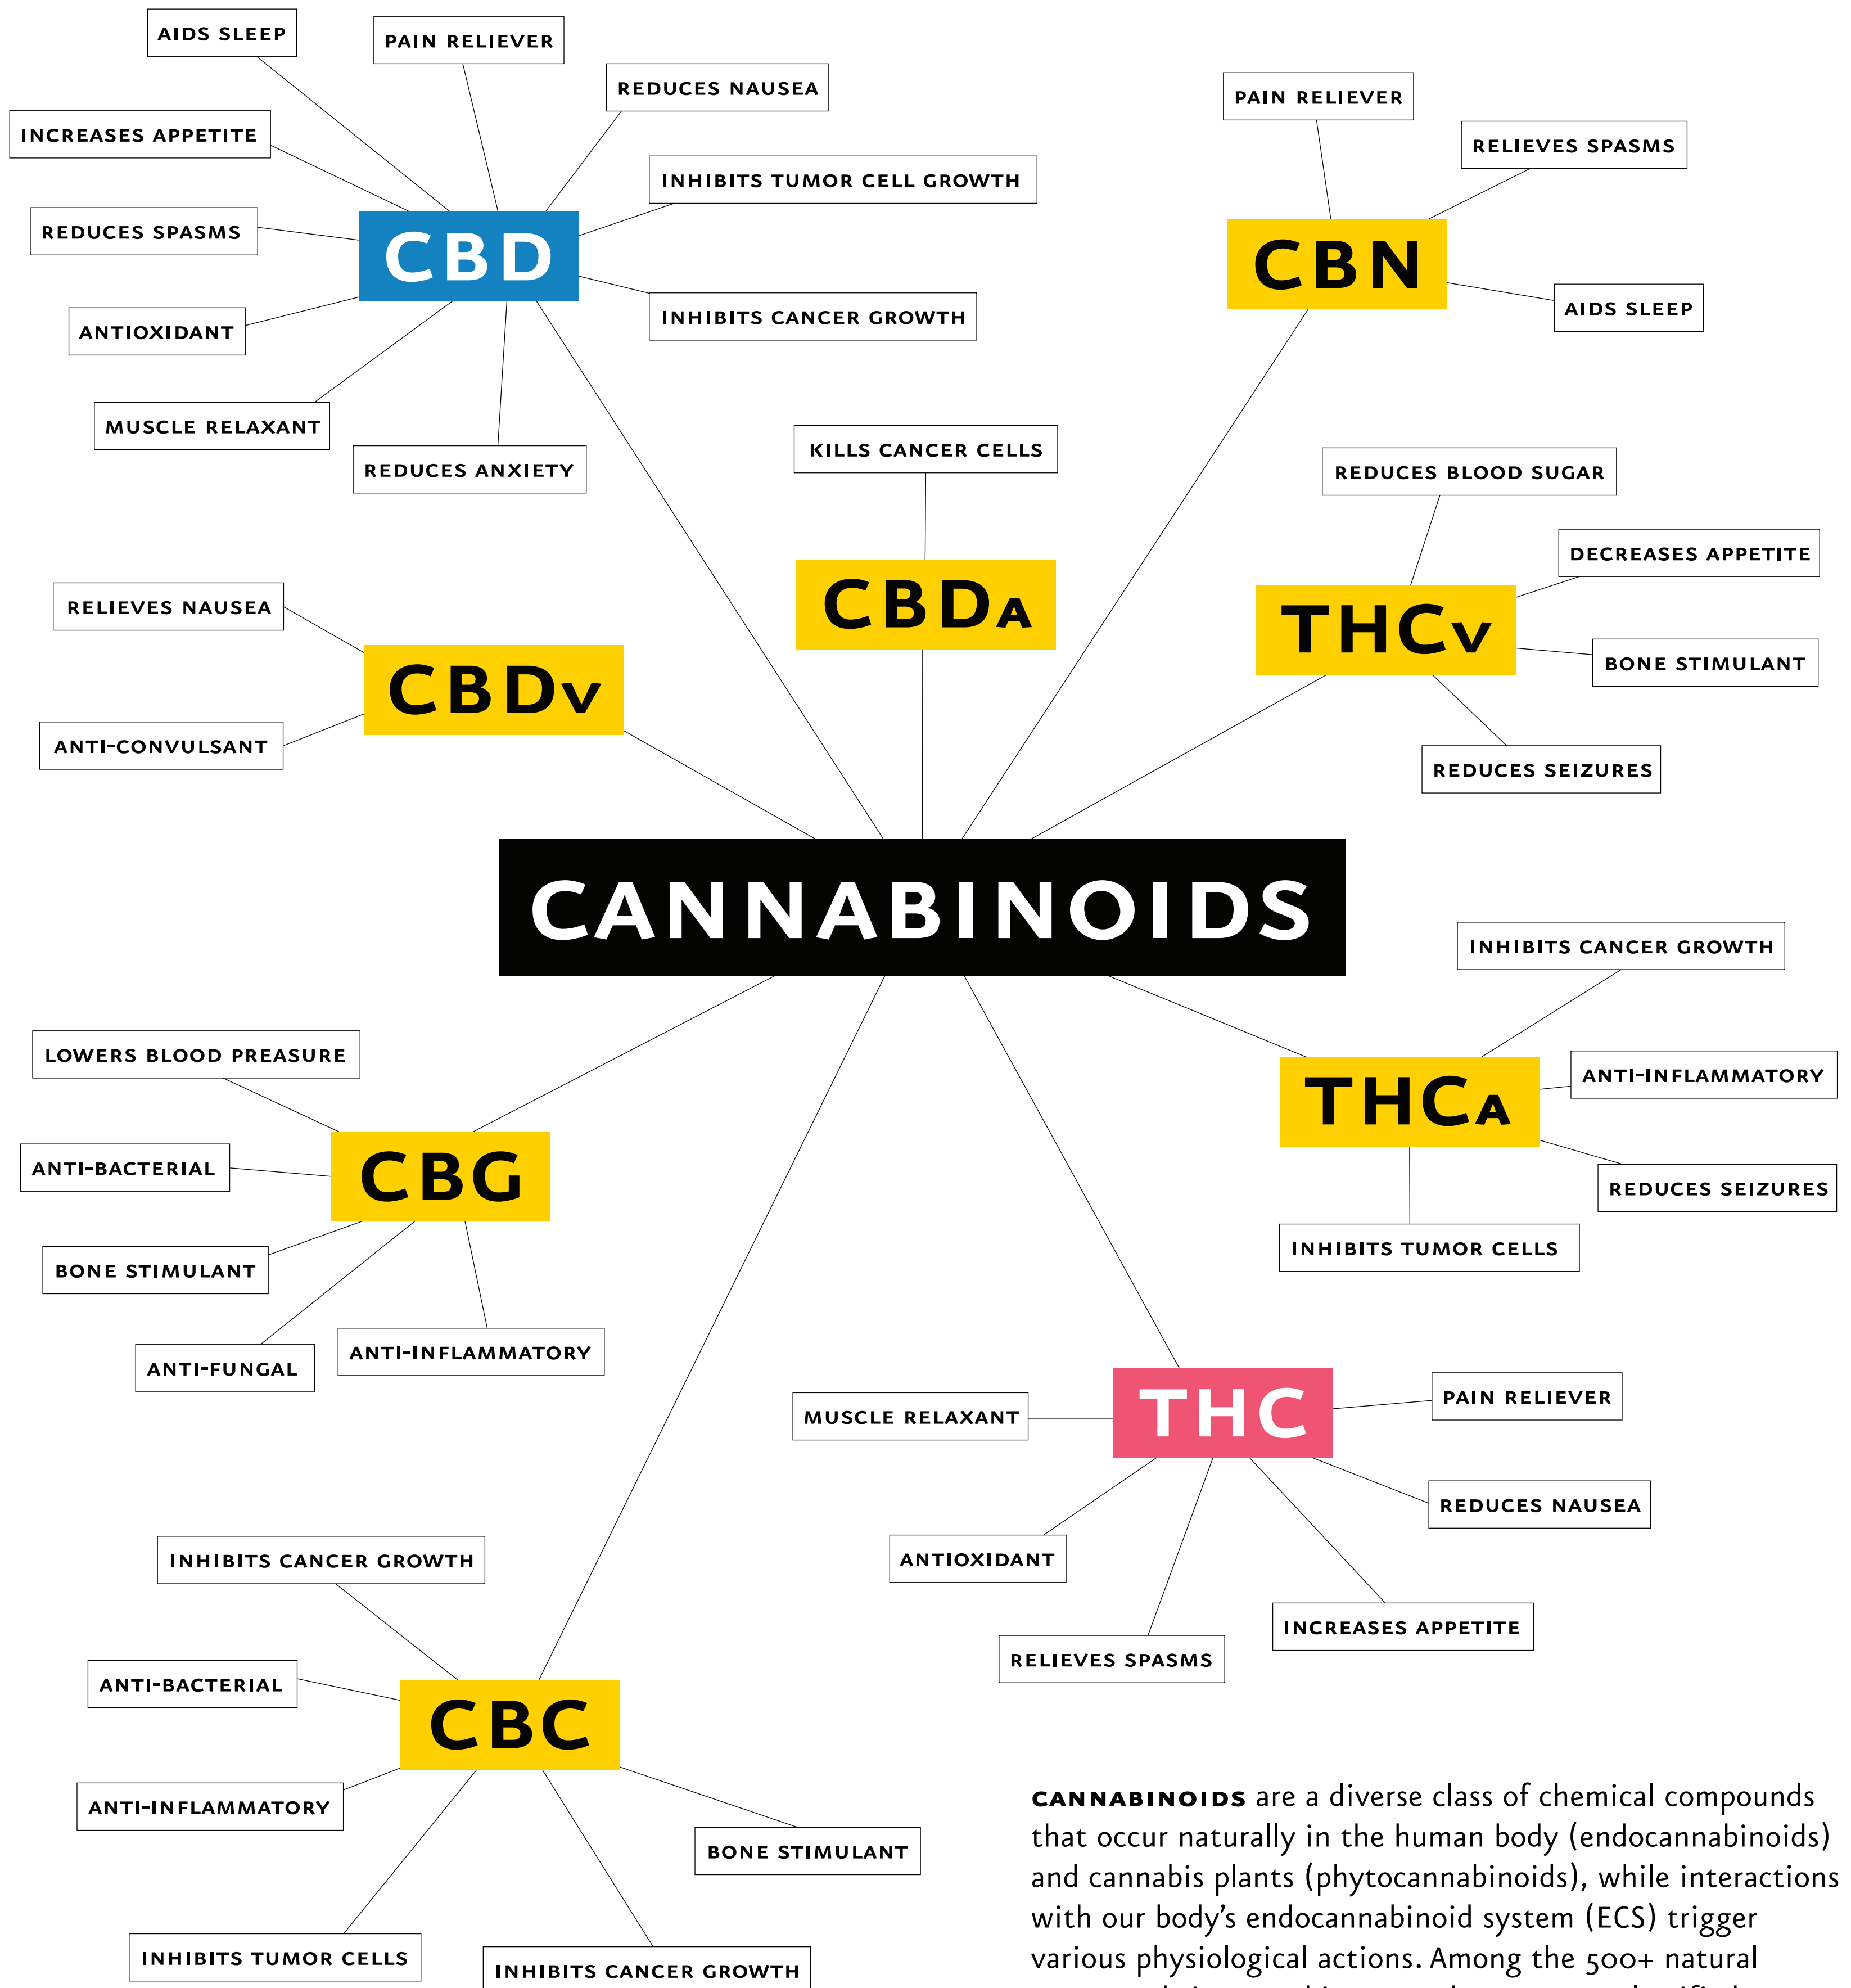 AIDS SLEEP
PAIN RELIEVER
REDUCES NAUSEA
INCREASES APPETITE
INHIBITS TUMOR CELL GROWTH
REDUCES SPASMS
CBD
INHIBITS CANCER GROWTH
ANTIOXIDANT
MUSCLE RELAXANT
REDUCES ANXIETY
PAIN RELIEVER
RELIEVES SPASMS
CBN
AIDS SLEEP
KILLS CANCER CELLS
CBDA
REDUCES BLOOD SUGAR
DECREASES APPETITE
THCV
BONE STIMULANT
REDUCES SEIZURES
RELIEVES NAUSEA
CBDV
ANTI-CONVULSANT
CANNABINOIDS
INHIBITS CANCER GROWTH
THCA
ANTI-INFLAMMATORY
REDUCES SEIZURES
INHIBITS TUMOR CELLS
LOWERS BLOOD PREASURE
ANTI-BACTERIAL
CBG
BONE STIMULANT
ANTI-FUNGAL
ANTI-INFLAMMATORY
MUSCLE RELAXANT
THC
PAIN RELIEVER
REDUCES NAUSEA
ANTIOXIDANT
INCREASES APPETITE
RELIEVES SPASMS
INHIBITS CANCER GROWTH
ANTI-BACTERIAL
CBC
ANTI-INFLAMMATORY
BONE STIMULANT
INHIBITS TUMOR CELLS
INHIBITS CANCER GROWTH
CANNABINOIDS are a diverse class of chemical compounds
that occur naturally in the human body (endocannabinoids)
and cannabis plants (phytocannabinoids), while interactions
with our body's endocannabinoid system (ECS) trigger
various physiological actions. Among the 500+ natural